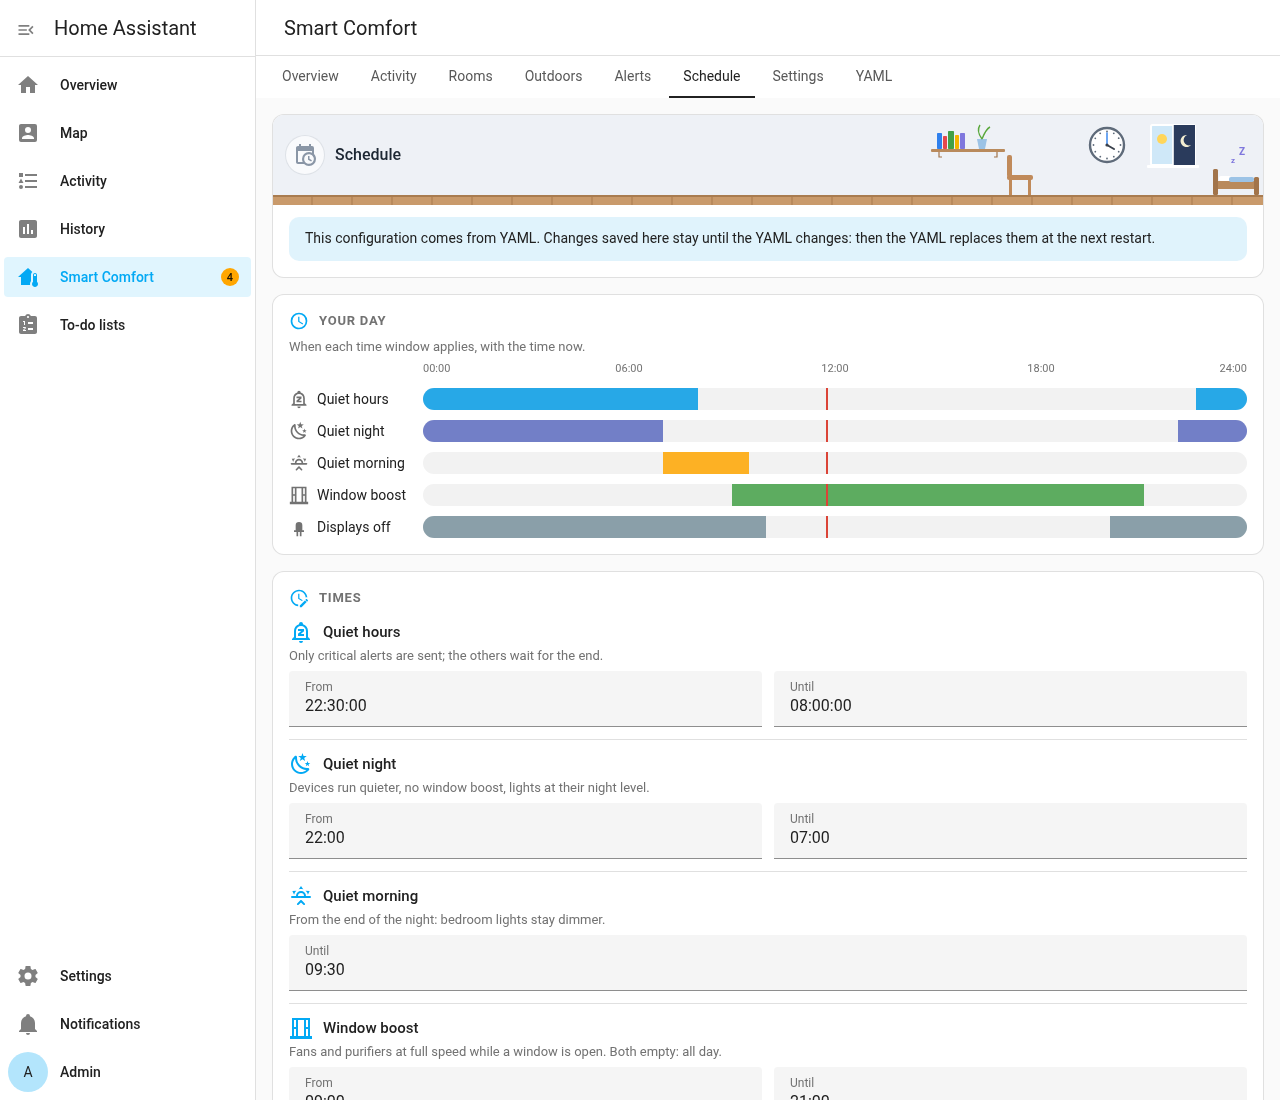 Home Assistant
Smart Comfort
Overview
Activity
Rooms
Outdoors
Alerts
Schedule
Settings
YAML
Overview
Map
Activity
History
Smart Comfort
4
To-do lists
Settings
Notifications
A
Admin
Schedule
z
Z
This configuration comes from YAML. Changes saved here stay until the YAML changes: then the YAML replaces them at the next restart.
YOUR DAY
When each time window applies, with the time now.
00:00 06:00 12:00 18:00 24:00
Quiet hours
Quiet night
Quiet morning
Window boost
Displays off
TIMES
Quiet hours
Only critical alerts are sent; the others wait for the end.
From
22:30:00
Until
08:00:00
Quiet night
Devices run quieter, no window boost, lights at their night level.
From
22:00
Until
07:00
Quiet morning
From the end of the night: bedroom lights stay dimmer.
Until
09:30
Window boost
Fans and purifiers at full speed while a window is open. Both empty: all day.
From
Until